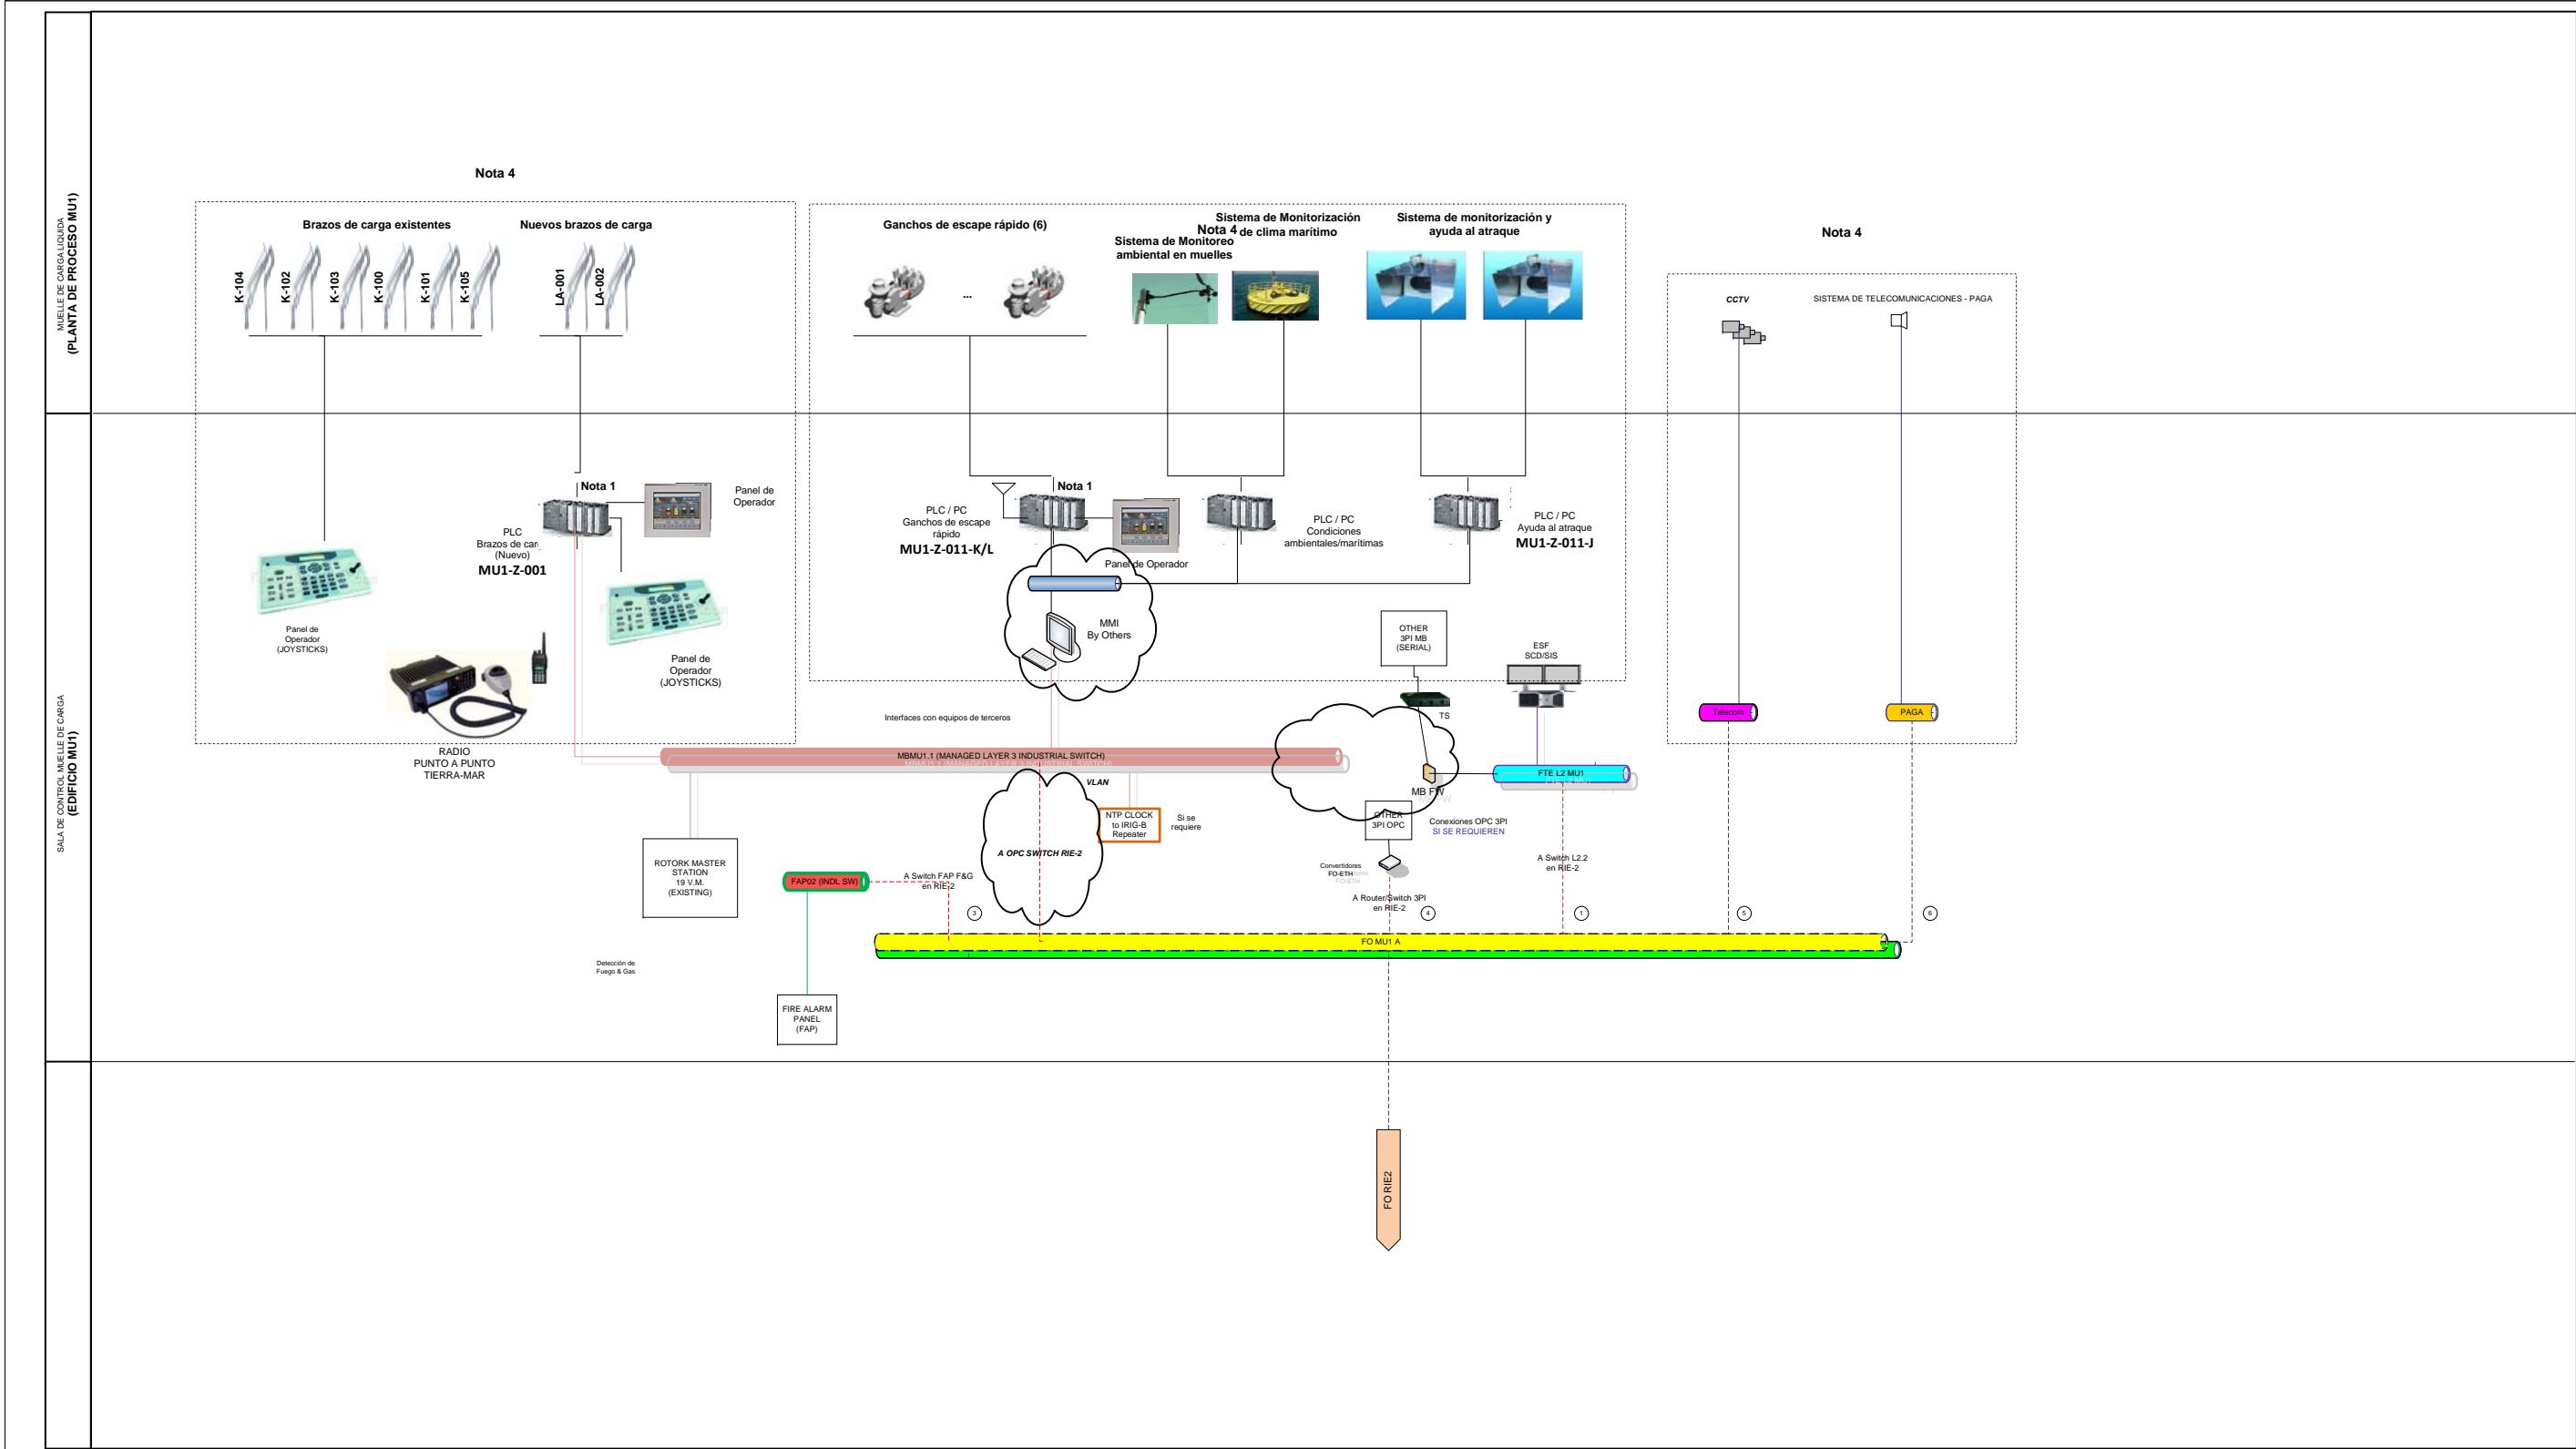 MUELLE DE CARGA LIQUIDA
(PLANTA DE PROCESO MU1)
SALA DE CONTROL MUELLE DE CARGA
(EDIFICIO MU1)
Nota 4
Brazos de carga existentes
Nuevos brazos de carga
K-104
K-102
K-103
K-100
K-101
K-105
LA-001
LA-002
Ganchos de escape rápido (6)
...
Nota 4
Sistema de Monitoreo
ambiental en muelles
Sistema de Monitorización
de clima marítimo
Sistema de monitorización y
ayuda al atraque
Nota 4
CCTV
SISTEMA DE TELECOMUNICACIONES - PAGA
Nota 1
Panel de
Operador
PLC
Brazos de car
(Nuevo)
MU1-Z-001
Panel de
Operador
(JOYSTICKS)
Panel de
Operador
(JOYSTICKS)
RADIO
PUNTO A PUNTO
TIERRA-MAR
Nota 1
PLC / PC
Ganchos de escape
rápido
MU1-Z-011-K/L
Panel de Operador
PLC / PC
Condiciones
ambientales/marítimas
PLC / PC
Ayuda al atraque
MU1-Z-011-J
MMI
By Others
OTHER
3PI MB
(SERIAL)
TS
ESF
SCD/SIS
Telecom
PAGA
Interfaces con equipos de terceros
MBMU1.1 (MANAGED LAYER 3 INDUSTRIAL SWITCH)
VLAN
NTP CLOCK
to IRIG-B
Repeater
Si se
requiere
A OPC SWITCH RIE-2
MB FW
FTE L2 MU1
FTE L2 MU1
OTHER
3PI OPC
Conexiones OPC 3PI
SI SE REQUIEREN
Convertidores
FO-ETH
FO-ETH
A Router/Switch 3PI
en RIE-2
A Switch L2.2
en RIE-2
ROTORK MASTER
STATION
19 V.M.
(EXISTING)
FAP02 (INDL SW)
A Switch FAP F&G
en RIE-2
3
4
1
5
6
FO MU1 A
Detección de
Fuego & Gas
FIRE ALARM
PANEL
(FAP)
FO RIE2